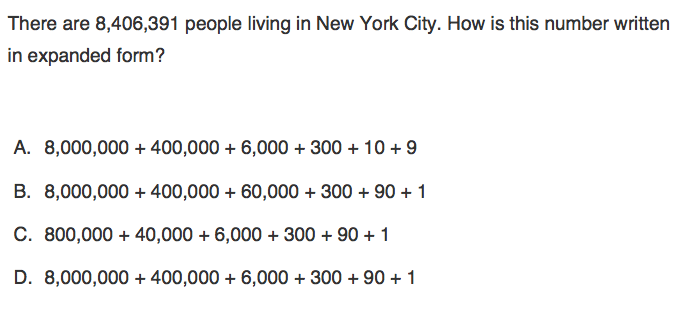 There are 8,406,391 people living in New York City. How is this number written
in expanded form?
A. 8,000,000 + 400,000 + 6,000 + 300 + 10 + 9
B. 8,000,000 + 400,000 + 60,000 + 300 + 90 + 1
C. 800,000 + 40,000 + 6,000 + 300 + 90 + 1
D. 8,000,000 + 400,000 + 6,000 + 300 + 90 + 1